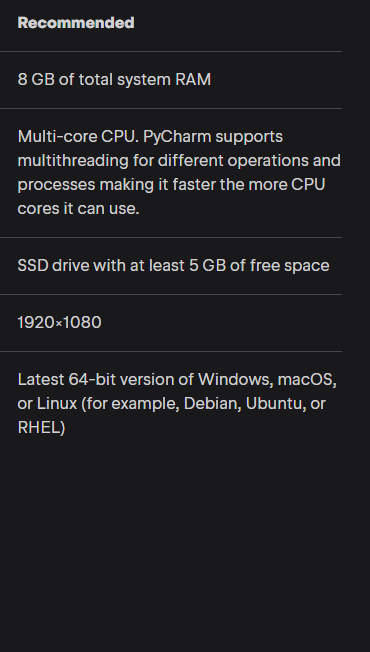 Recommended
8 GB of total system RAM
Multi-core CPU. PyCharm supports
multithreading for different operations and
processes making it faster the more CPU
cores it can use.
SSD drive with at least 5 GB of free space
1920×1080
Latest 64-bit version of Windows, macOS,
or Linux (for example, Debian, Ubuntu, or
RHEL)